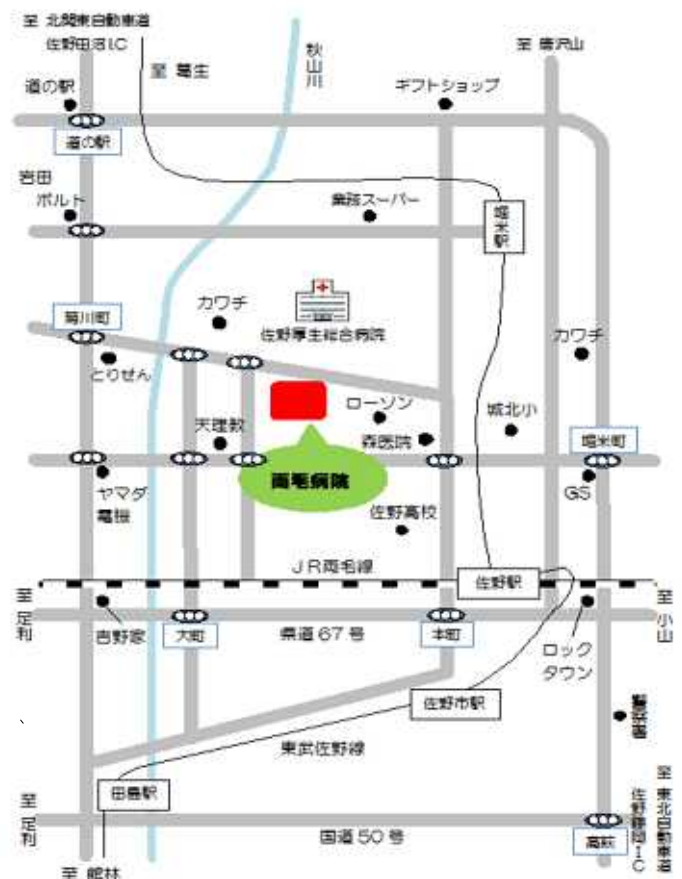 至 北関東自動車道
佐野田沼IC
至 葛生
秋山川
至 唐沢山
道の駅
ギフトショップ
道の駅
岩田
ボルト
業務スーパー
堀米駅
菊川町
カワチ
佐野厚生総合病院
カワチ
とりせん
天理教
ローソン
城北小
森医院
堀米町
両毛病院
ヤマダ
電機
佐野高校
GS
JR両毛線
佐野駅
至 足利
至 小山
吉野家
大町
県道67号
本町
ロック
タウン
佐野市駅
警察署
、
東武佐野線
田島駅
至 足利
国道50号
高萩
至 東北自動車道
佐野藤岡IC
至 館林